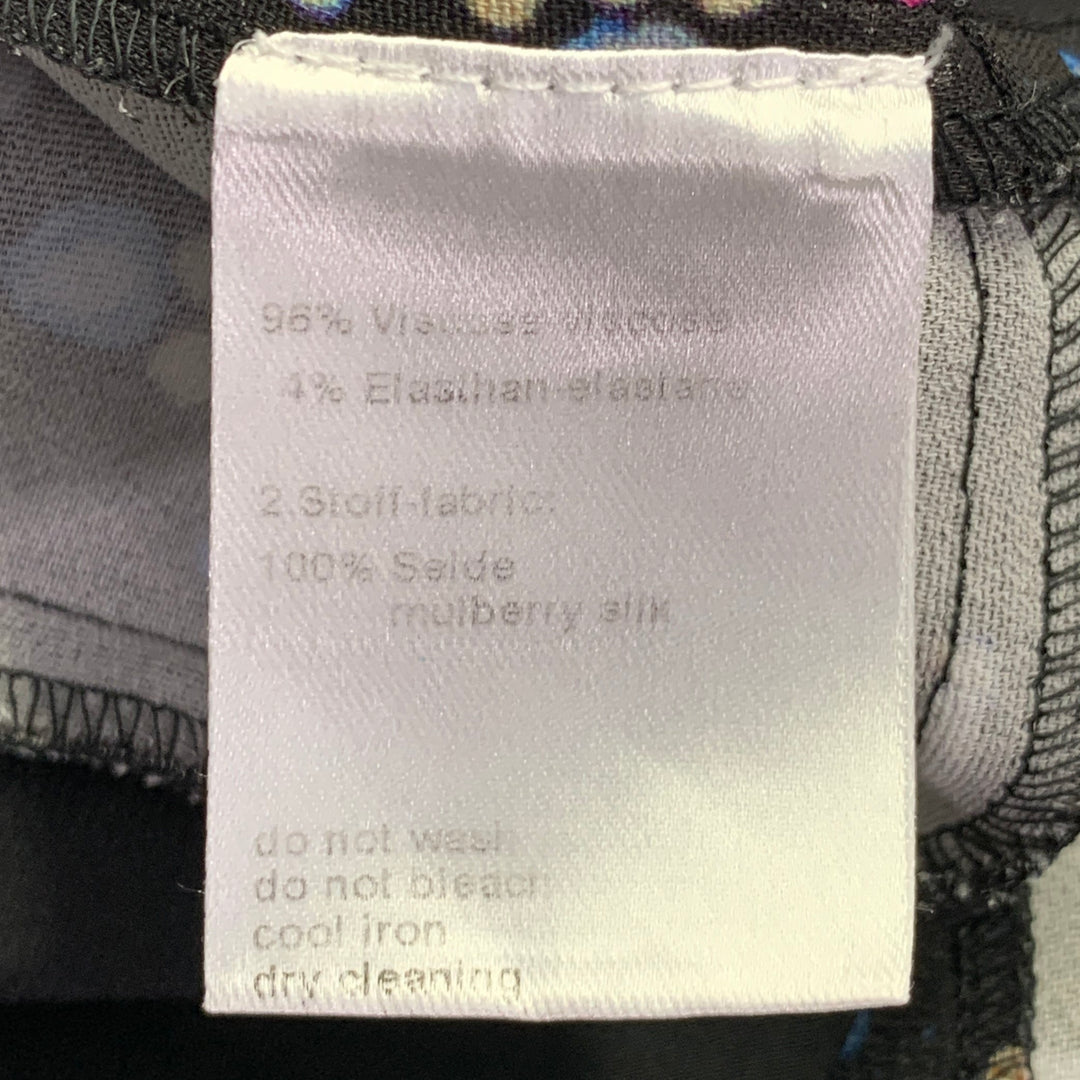 96% Viscose-viscose
4% Elasthan-elastane
2.Stoff-fabric:
100% Seide
mulberry silk
do not wash
do not bleach
cool iron
dry cleaning